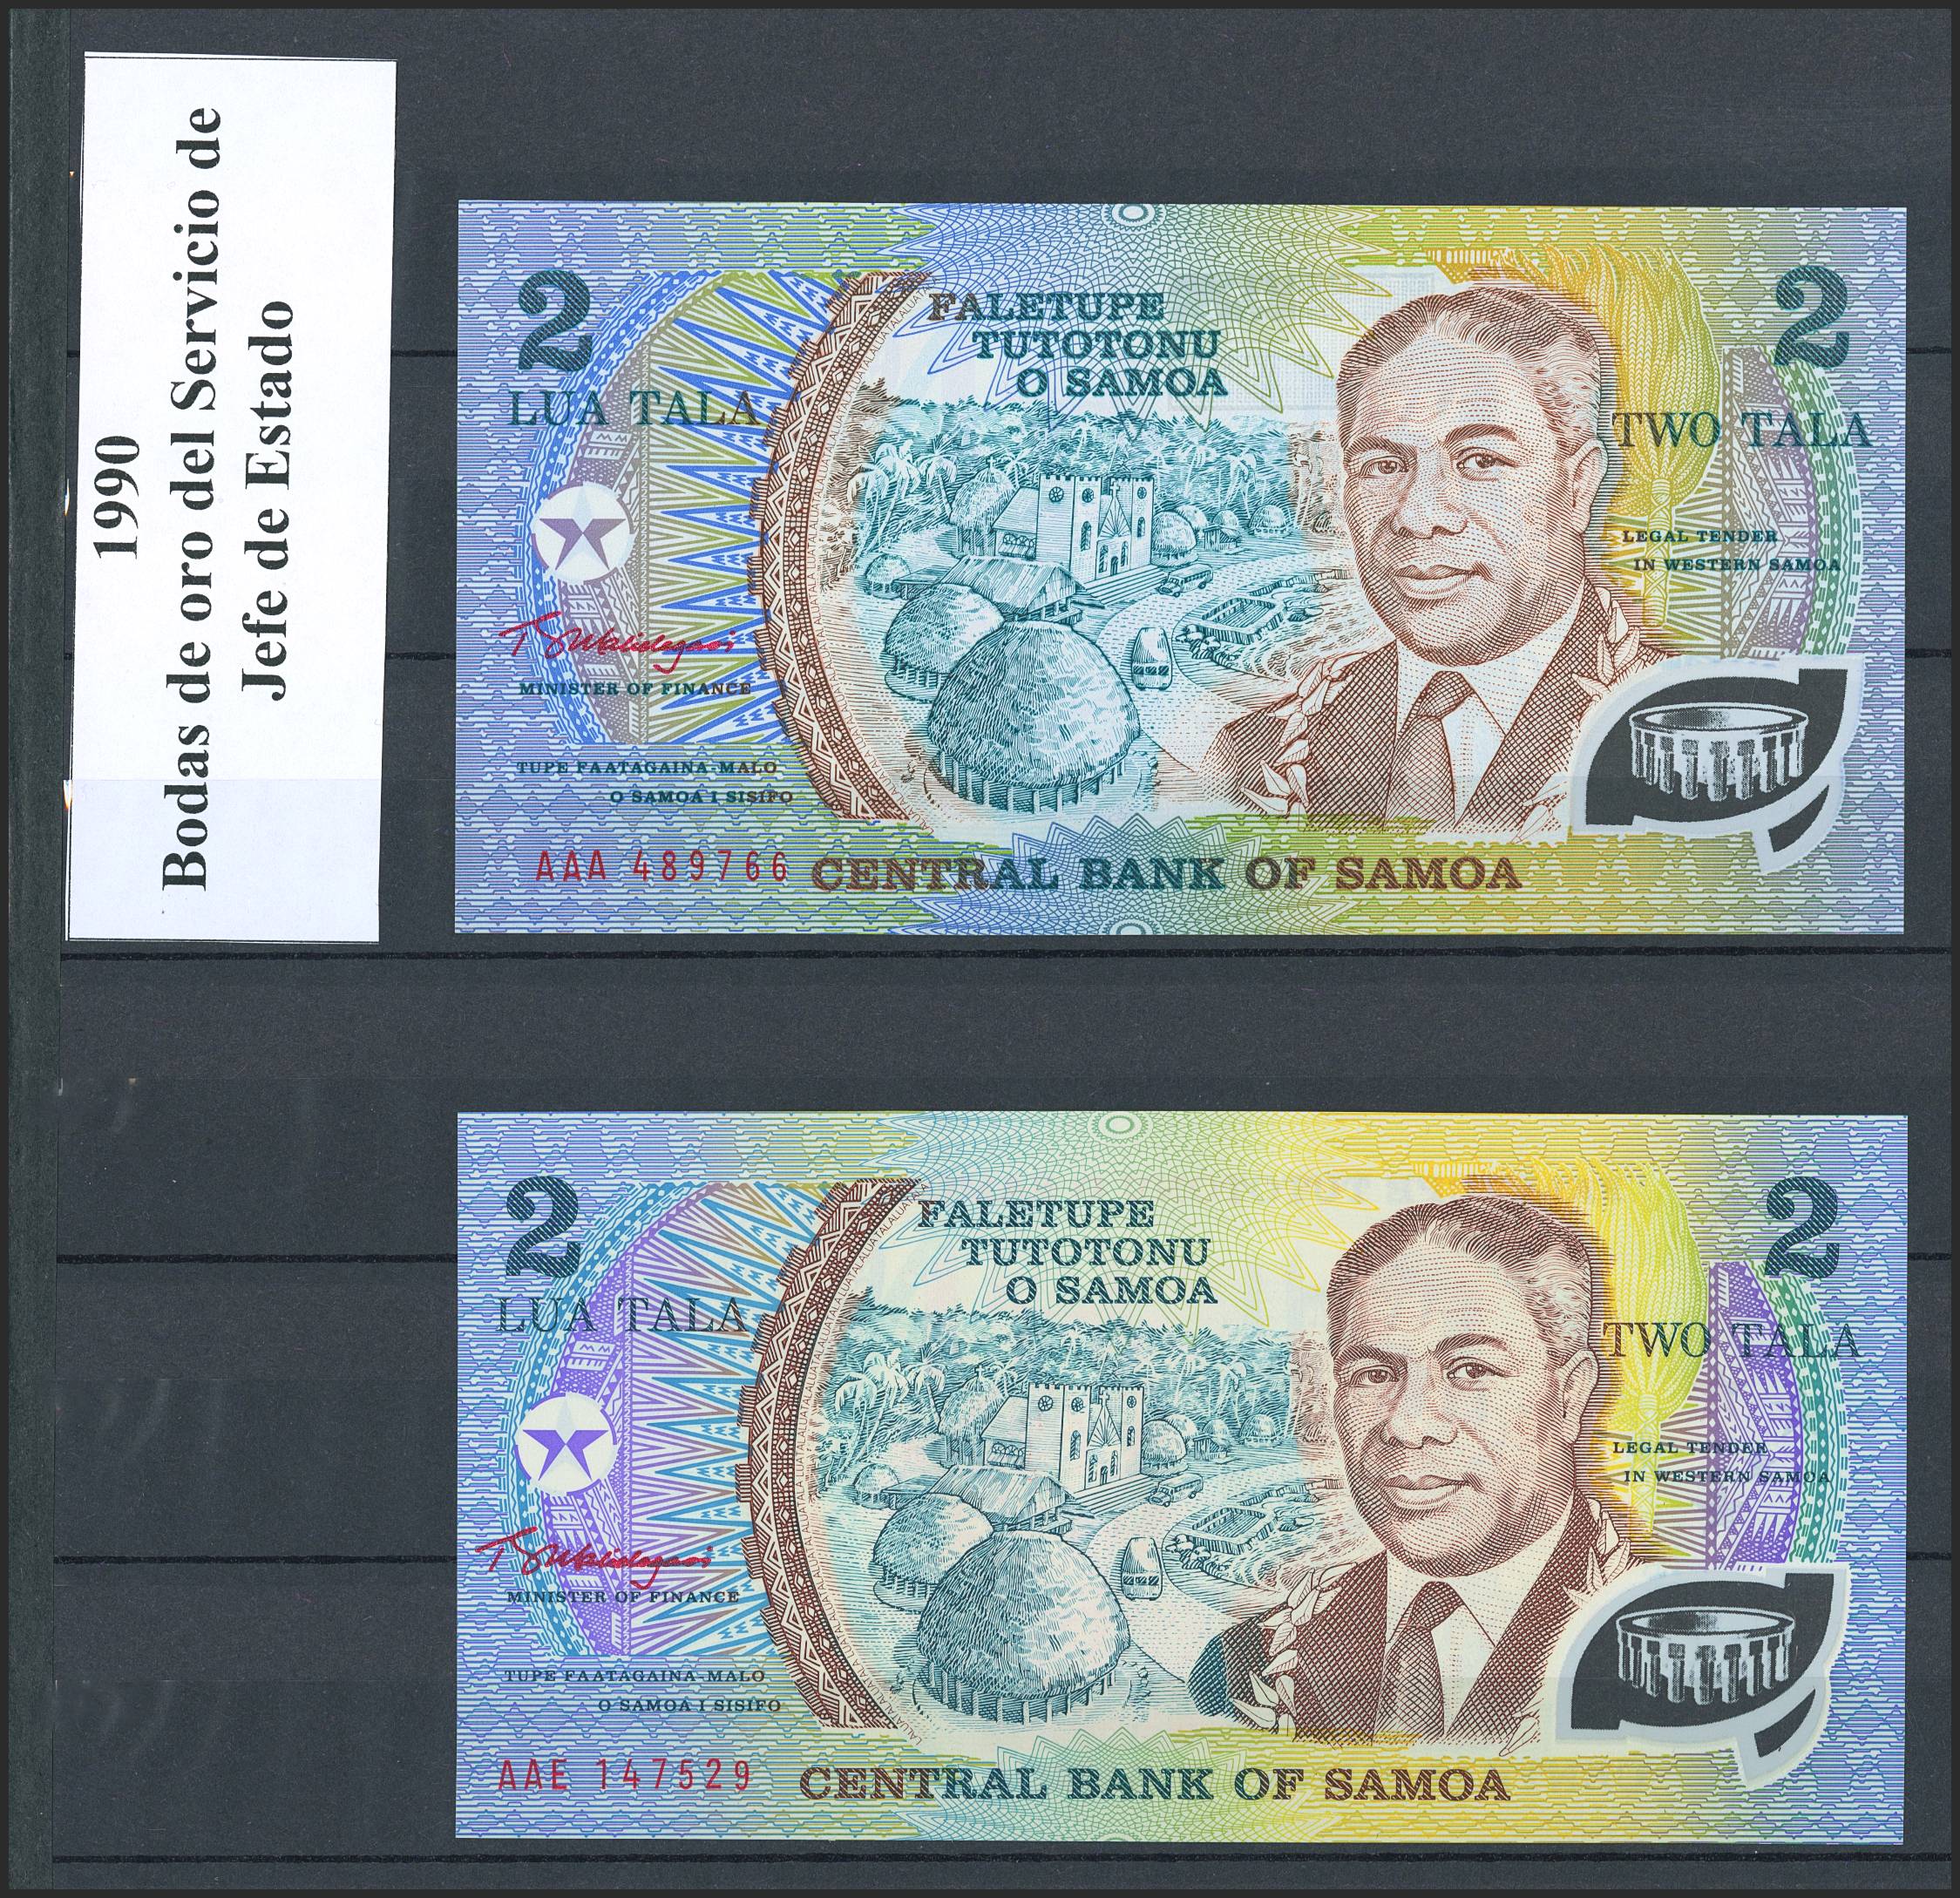 1990
Bodas de oro del Servicio de
Jefe de Estado
2
2
FALETUPE
TUTOTONU
O SAMOA
LUA TALA
TWO TALA
LEGAL TENDER
IN WESTERN SAMOA
MINISTER OF FINANCE
TUPE FAATAGAINA MALO
O SAMOA I SISIFO
AAA 489766
CENTRAL BANK OF SAMOA
2
2
FALETUPE
TUTOTONU
O SAMOA
LUA TALA
TWO TALA
LEGAL TENDER
IN WESTERN SAMOA
MINISTER OF FINANCE
TUPE FAATAGAINA MALO
O SAMOA I SISIFO
AAE 147529
CENTRAL BANK OF SAMOA